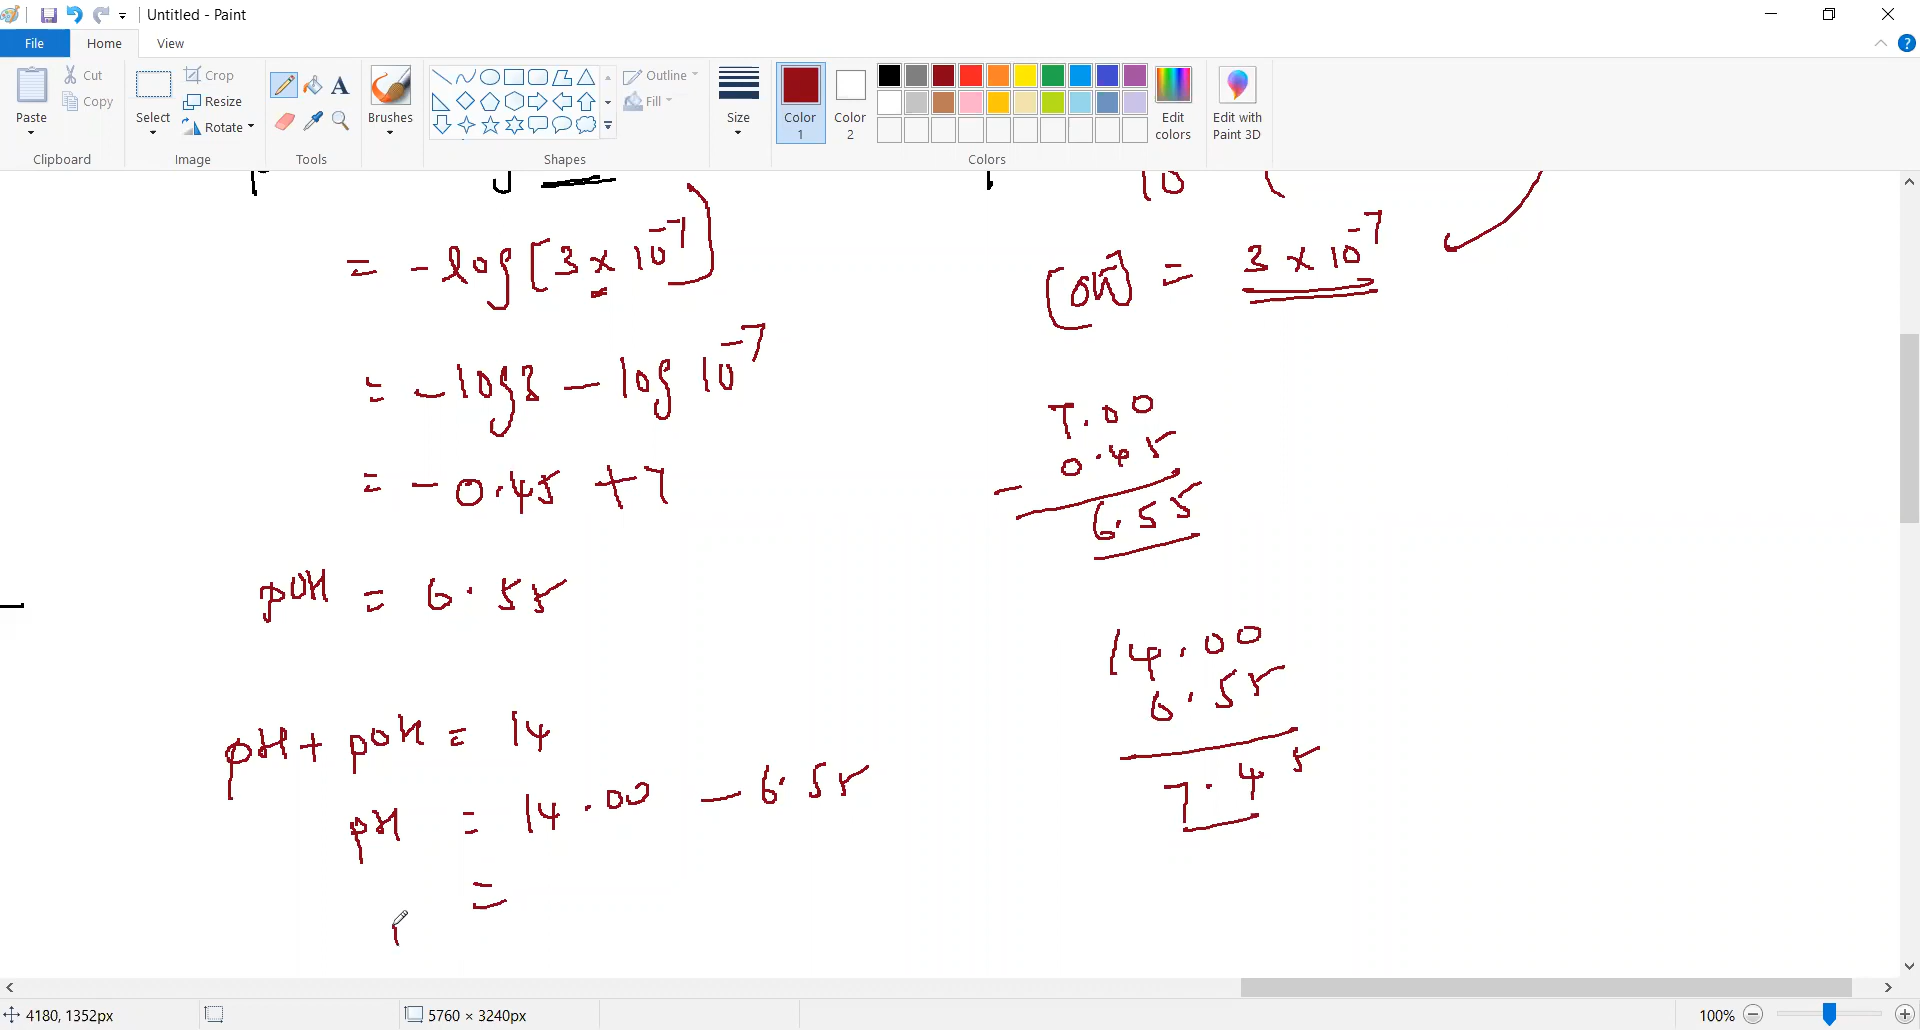 Untitled - Paint
File Home View
Paste
Cut
Copy
Clipboard
Select
Crop
Resize
Rotate
Image
Tools
Brushes
Shapes
Outline
Fill
Size
Color 1
Color 2
Edit colors
Colors
Edit with Paint 3D
= - log [3 x 10⁻⁷]
= - log3 - log 10⁻⁷
= - 0.45 + 7
pOH = 6.55
pH + pOH = 14
pH = 14.00 - 6.55
=
10
[OH] = 3 x 10⁻⁷
7.00
- 0.45
6.55
14.00
6.55
7.45
4180, 1352px
5760 × 3240px
100%